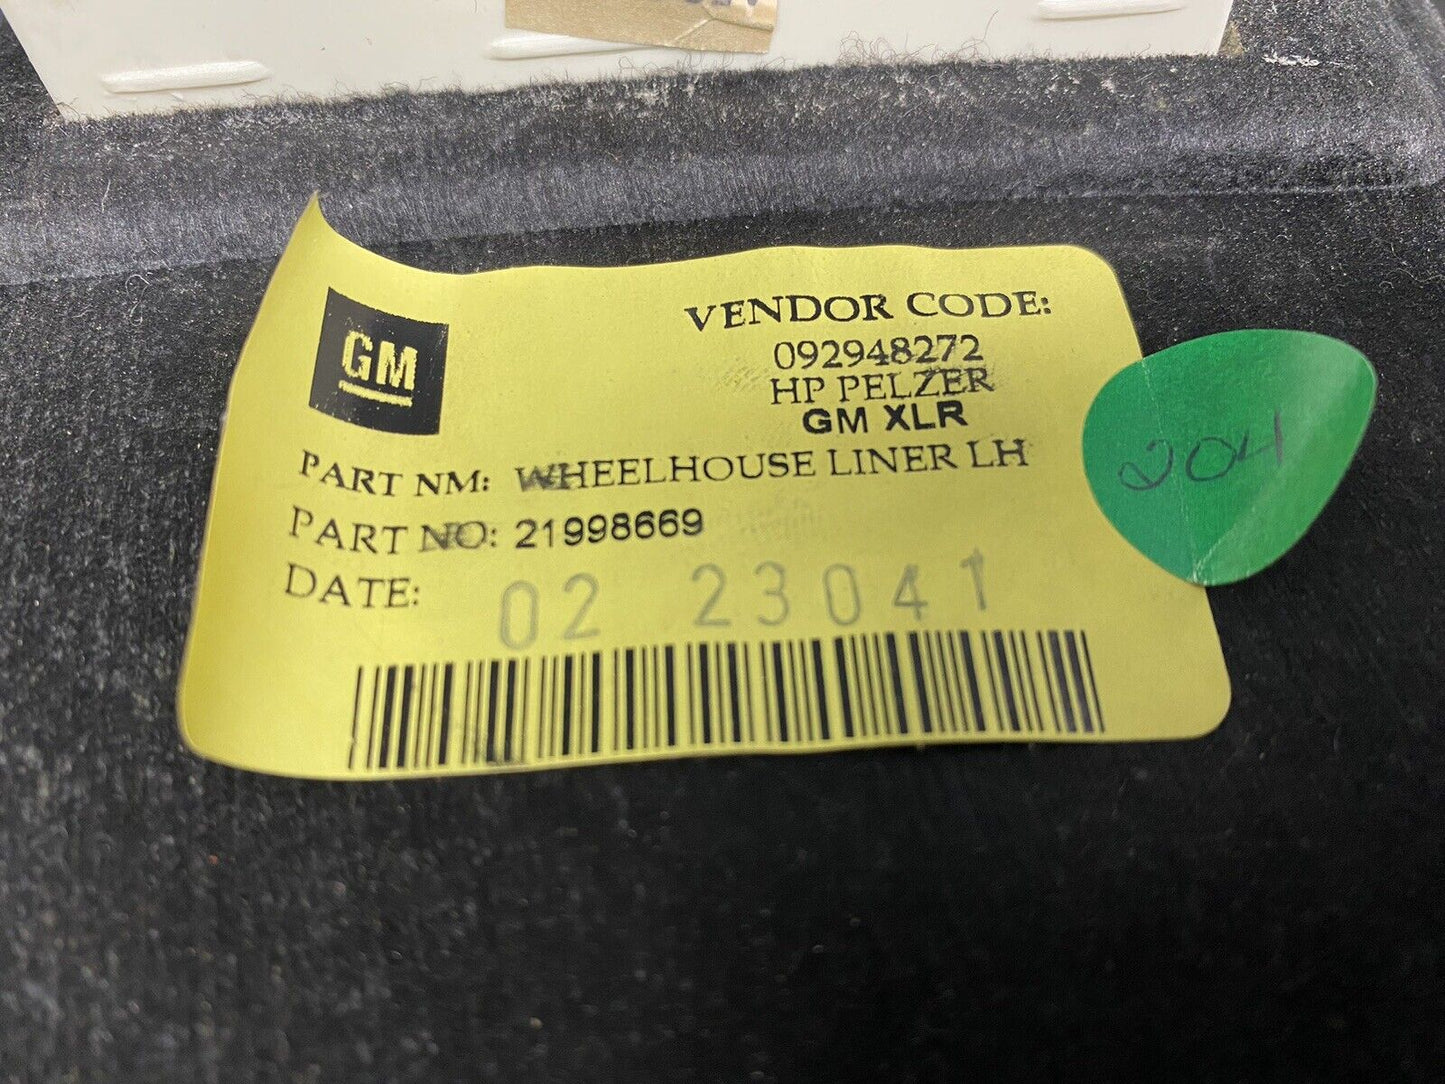 GM
VENDOR CODE:
092948272
HP PELZER
GM XLR
PART NM: WHEELHOUSE LINER LH
PART NO: 21998669
DATE: 02 23041
204